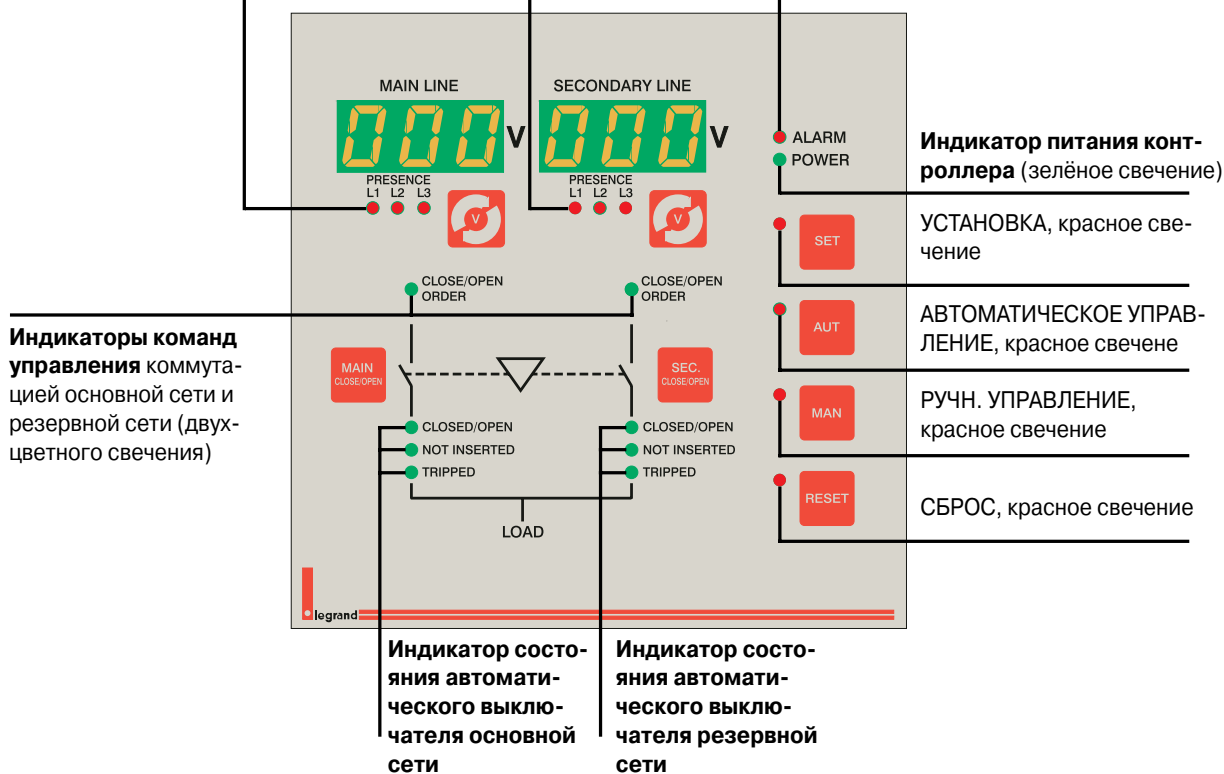 MAIN LINE
SECONDARY LINE
000 V
000 V
ALARM
POWER
PRESENCE
L1 L2 L3
V
PRESENCE
L1 L2 L3
V
Индикатор питания конт-
роллера (зелёное свечение)
SET
УСТАНОВКА, красное све-
чение
CLOSE/OPEN
ORDER
CLOSE/OPEN
ORDER
AUT
АВТОМАТИЧЕСКОЕ УПРАВ-
ЛЕНИЕ, красное свечене
Индикаторы команд
управления коммута-
цией основной сети и
резервной сети (двух-
цветного свечения)
MAIN
CLOSE/OPEN
SEC.
CLOSE/OPEN
MAN
РУЧН. УПРАВЛЕНИЕ,
красное свечение
CLOSED/OPEN
NOT INSERTED
TRIPPED
CLOSED/OPEN
NOT INSERTED
TRIPPED
RESET
СБРОС, красное свечение
LOAD
legrand
Индикатор состо-
яния автомати-
ческого выклю-
чателя основной
сети
Индикатор состо-
яния автомати-
ческого выклю-
чателя резервной
сети